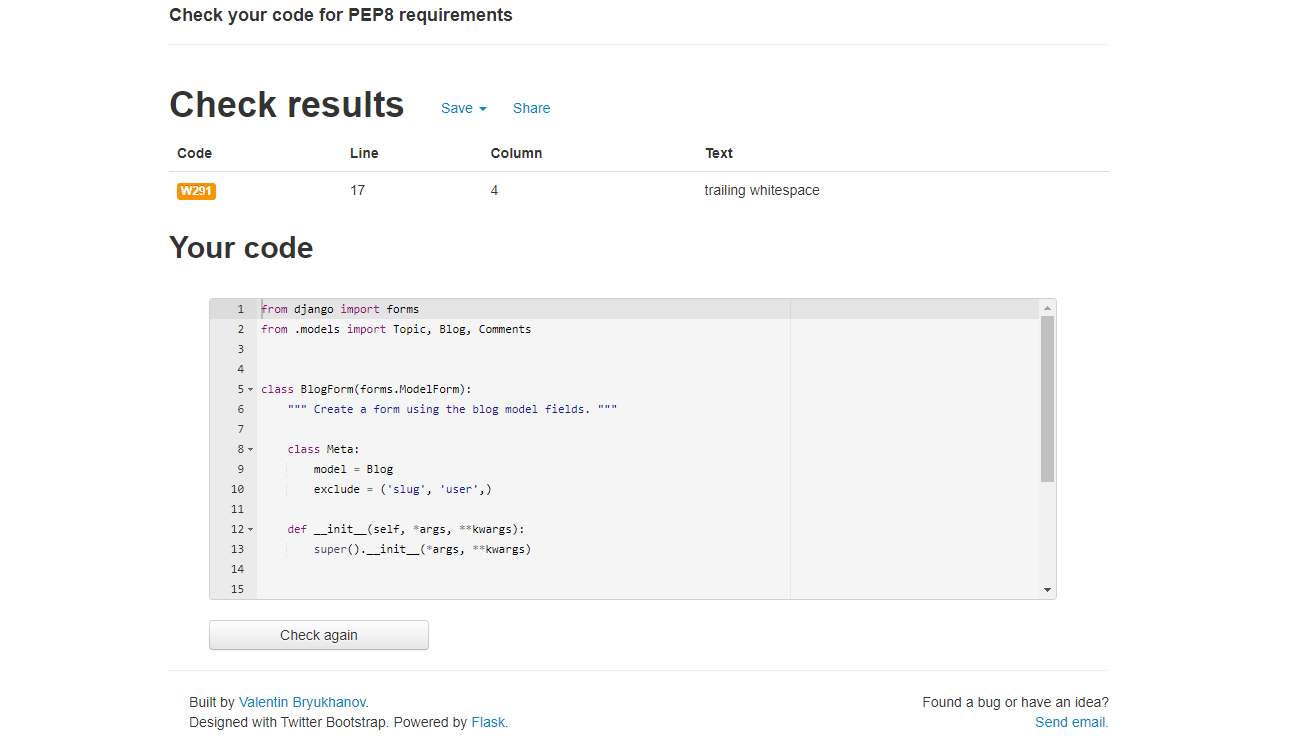 Check your code for PEP8 requirements
Check results Save Share
Code Line Column Text
W291 17 4 trailing whitespace
Your code
1 from django import forms
2 from .models import Topic, Blog, Comments
3
4
5 class BlogForm(forms.ModelForm):
6 """ Create a form using the blog model fields. """
7
8 class Meta:
9 model = Blog
10 exclude = ('slug', 'user',)
11
12 def __init__(self, *args, **kwargs):
13 super().__init__(*args, **kwargs)
14
15
Check again
Built by Valentin Bryukhanov. Found a bug or have an idea?
Designed with Twitter Bootstrap. Powered by Flask. Send email.